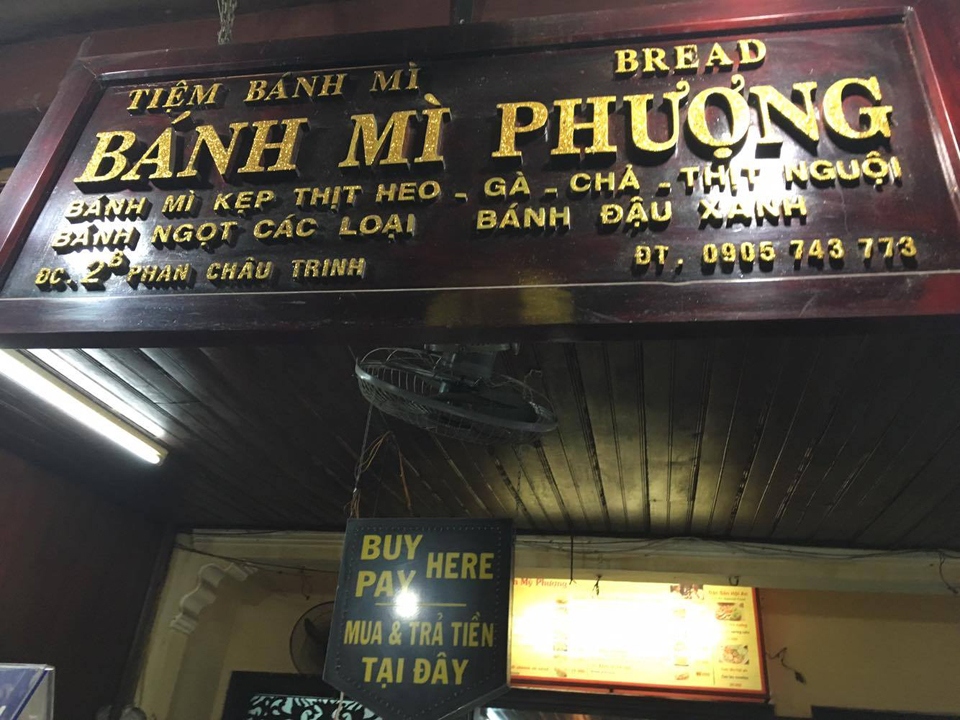 TIỆM BÁNH MÌ BREAD
BÁNH MÌ PHƯỢNG
BÁNH MÌ KẸP THỊT HEO - GÀ - CHẢ - THỊT NGUỘI
BÁNH NGỌT CÁC LOẠI BÁNH ĐẬU XANH
ĐC. 2B PHAN CHÂU TRINH ĐT. 0905 743 773
BUY HERE
PAY
MUA & TRẢ TIỀN
TẠI ĐÂY
Mỳ Phượng